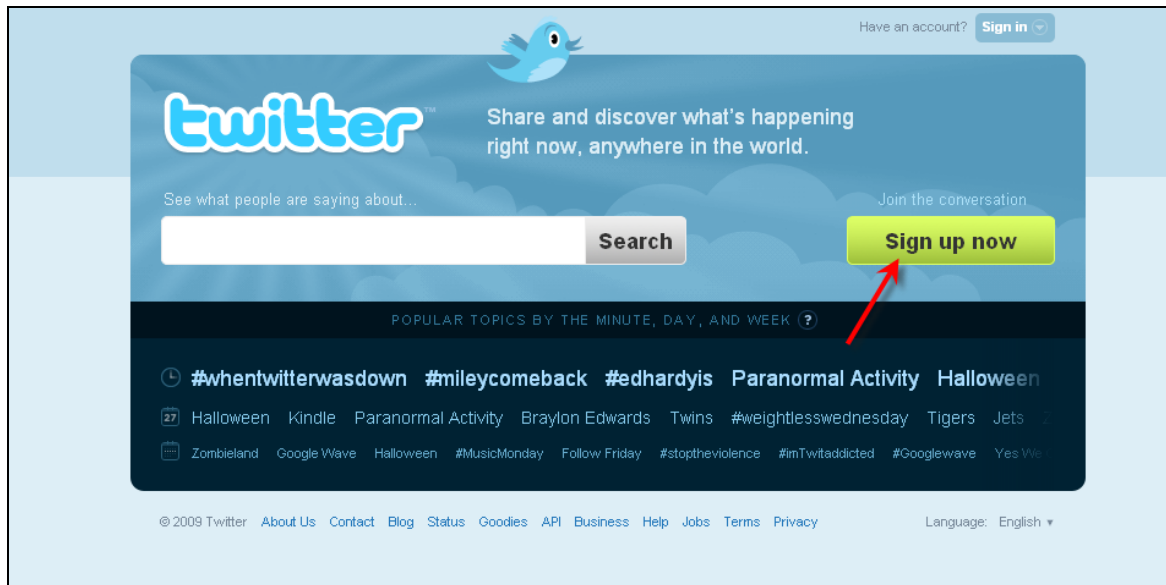 Have an account? Sign in
twitter™
Share and discover what's happening
right now, anywhere in the world.
See what people are saying about...
Join the conversation
Search
Sign up now
POPULAR TOPICS BY THE MINUTE, DAY, AND WEEK ?
#whentwitterwasdown #mileycomeback #edhardyis Paranormal Activity Halloween
27 Halloween Kindle Paranormal Activity Braylon Edwards Twins #weightlesswednesday Tigers Jets
Zombieland Google Wave Halloween #MusicMonday Follow Friday #stoptheviolence #imTwitaddicted #Googlewave Yes We
© 2009 Twitter About Us Contact Blog Status Goodies API Business Help Jobs Terms Privacy Language: English